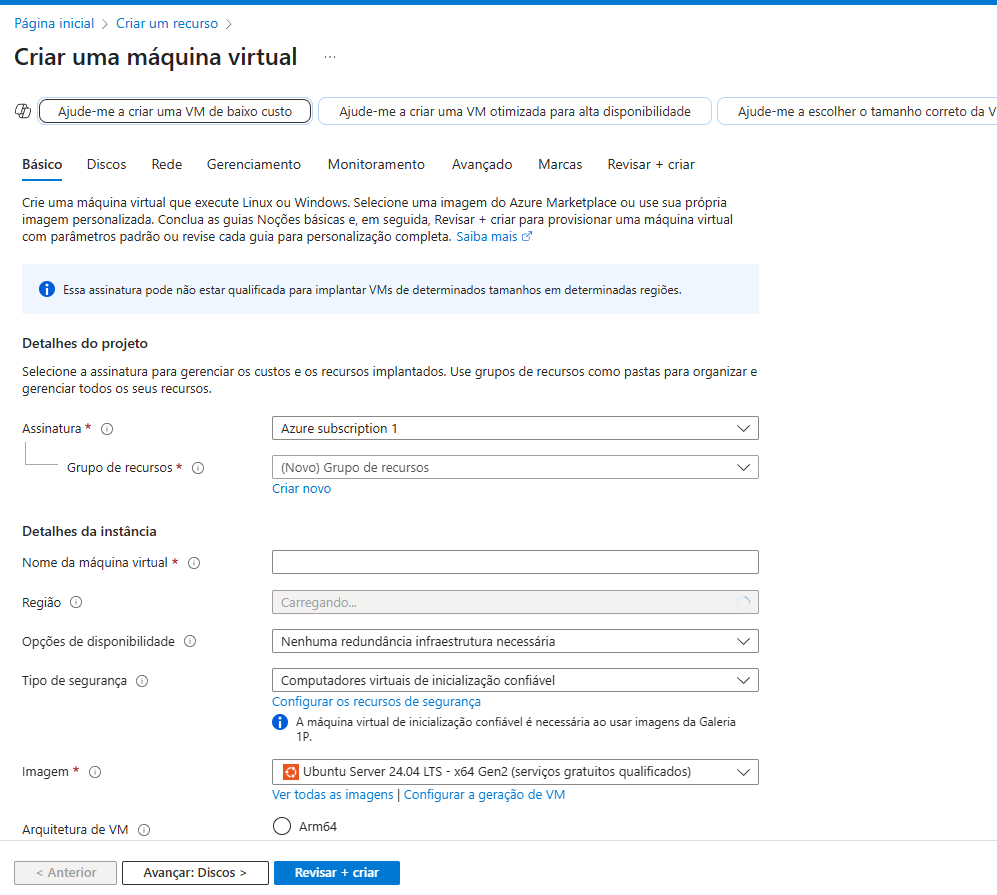 Página inicial > Criar um recurso >
Criar uma máquina virtual ...
Ajude-me a criar uma VM de baixo custo Ajude-me a criar uma VM otimizada para alta disponibilidade Ajude-me a escolher o tamanho correto da V
Básico Discos Rede Gerenciamento Monitoramento Avançado Marcas Revisar + criar
Crie uma máquina virtual que execute Linux ou Windows. Selecione uma imagem do Azure Marketplace ou use sua própria
imagem personalizada. Conclua as guias Noções básicas e, em seguida, Revisar + criar para provisionar uma máquina virtual
com parâmetros padrão ou revise cada guia para personalização completa. Saiba mais
Essa assinatura pode não estar qualificada para implantar VMs de determinados tamanhos em determinadas regiões.
Detalhes do projeto
Selecione a assinatura para gerenciar os custos e os recursos implantados. Use grupos de recursos como pastas para organizar e
gerenciar todos os seus recursos.
Assinatura * Azure subscription 1
Grupo de recursos * (Novo) Grupo de recursos
Criar novo
Detalhes da instância
Nome da máquina virtual *
Região Carregando...
Opções de disponibilidade Nenhuma redundância infraestrutura necessária
Tipo de segurança Computadores virtuais de inicialização confiável
Configurar os recursos de segurança
A máquina virtual de inicialização confiável é necessária ao usar imagens da Galeria
1P.
Imagem * Ubuntu Server 24.04 LTS - x64 Gen2 (serviços gratuitos qualificados)
Ver todas as imagens | Configurar a geração de VM
Arquitetura de VM Arm64
< Anterior Avançar: Discos > Revisar + criar